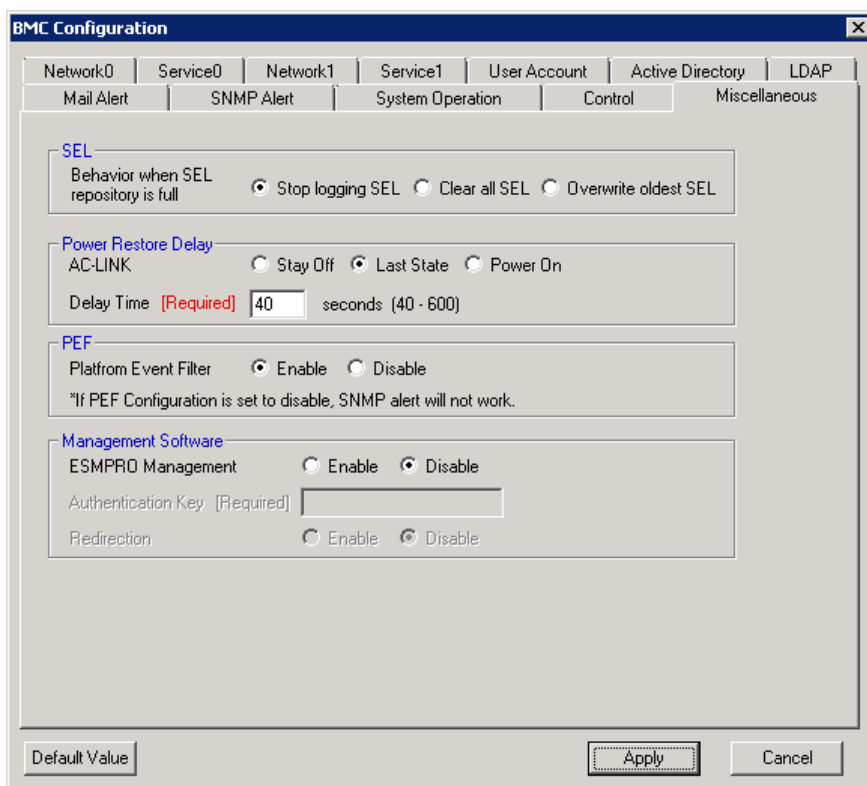 BMC Configuration
Network0 Service0 Network1 Service1 User Account Active Directory LDAP
Mail Alert SNMP Alert System Operation Control Miscellaneous
SEL
Behavior when SEL
repository is full
Stop logging SEL Clear all SEL Overwrite oldest SEL
Power Restore Delay
AC-LINK Stay Off Last State Power On
Delay Time [Required] 40 seconds (40 - 600)
PEF
Platfrom Event Filter Enable Disable
*If PEF Configuration is set to disable, SNMP alert will not work.
Management Software
ESMPRO Management Enable Disable
Authentication Key [Required]
Redirection Enable Disable
Default Value Apply Cancel